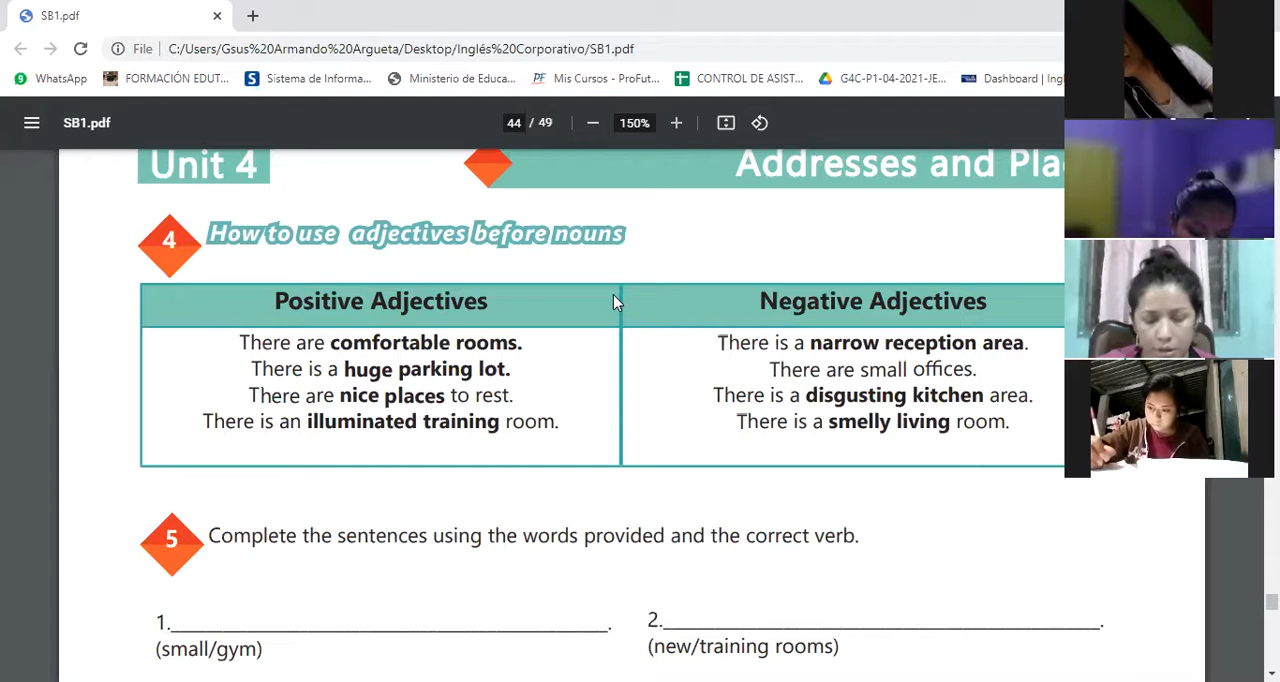 SB1.pdf
File | C:/Users/Gsus%20Armando%20Argueta/Desktop/Inglés%20Corporativo/SB1.pdf
WhatsApp FORMACIÓN EDUT... Sistema de Informa... Ministerio de Educa... Mis Cursos - ProFut... CONTROL DE ASIST... G4C-P1-04-2021-JE... Dashboard | Ingl
SB1.pdf 44 / 49 150%
Unit 4 Addresses and Pla
4 How to use adjectives before nouns
Positive Adjectives Negative Adjectives
There are comfortable rooms. There is a narrow reception area.
There is a huge parking lot. There are small offices.
There are nice places to rest. There is a disgusting kitchen area.
There is an illuminated training room. There is a smelly living room.
5 Complete the sentences using the words provided and the correct verb.
1.______________________________________________. 2.______________________________________________.
(small/gym) (new/training rooms)